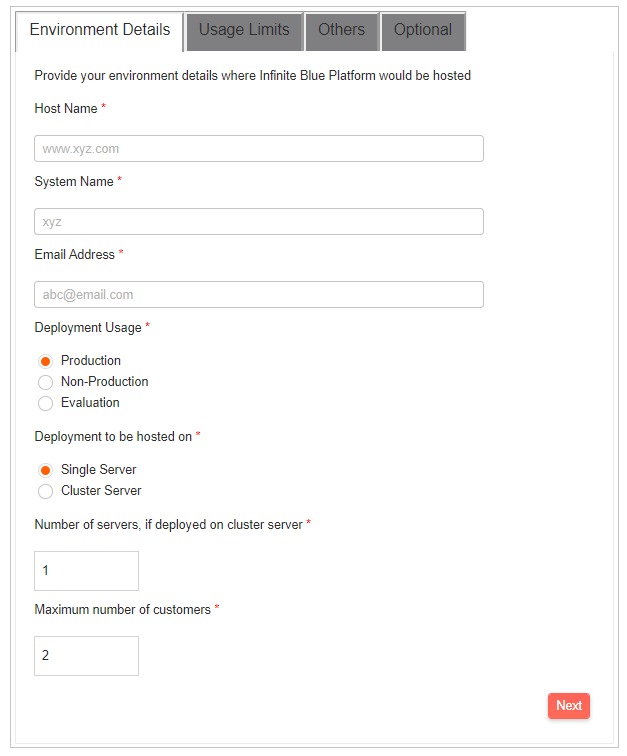 Environment Details Usage Limits Others Optional
Provide your environment details where Infinite Blue Platform would be hosted
Host Name *
www.xyz.com
System Name *
xyz
Email Address *
abc@email.com
Deployment Usage *
Production
Non-Production
Evaluation
Deployment to be hosted on *
Single Server
Cluster Server
Number of servers, if deployed on cluster server *
1
Maximum number of customers *
2
Next